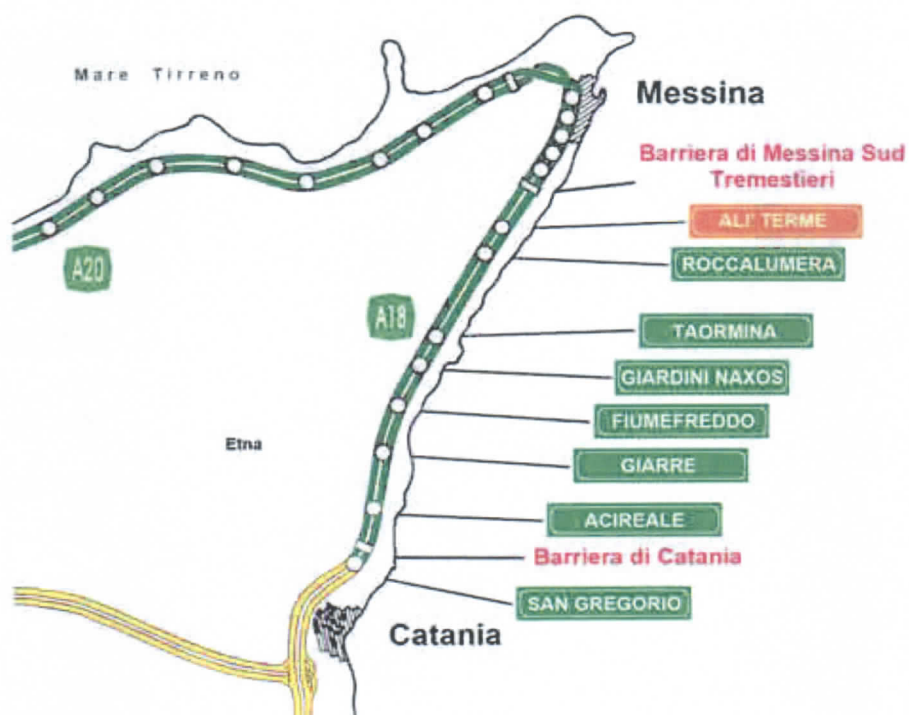 Mare Tirreno
Messina
Barriera di Messina Sud
Tremestieri
ALI' TERME
A20
ROCCALUMERA
A18
TAORMINA
GIARDINI NAXOS
FIUMEFREDDO
Etna
GIARRE
ACIREALE
Barriera di Catania
SAN GREGORIO
Catania